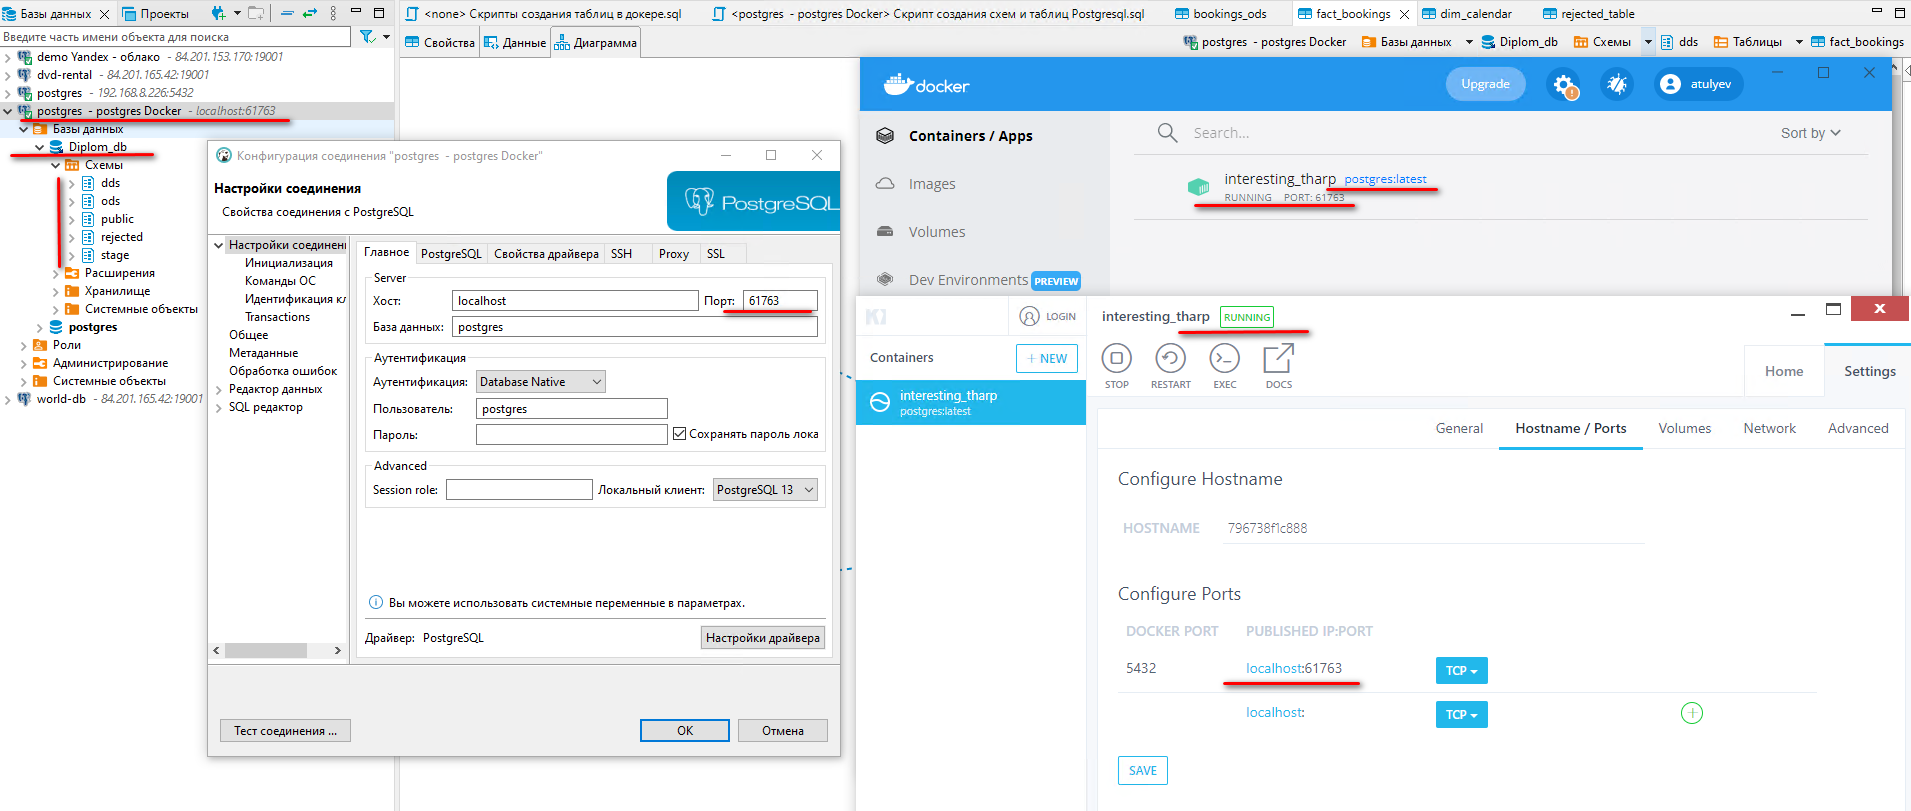 Базы данных
Проекты
Введите часть имени объекта для поиска
demo Yandex - облако - 84.201.153.170:19001
dvd-rental - 84.201.165.42:19001
postgres - 192.168.8.226:5432
postgres - postgres Docker - localhost:61763
Базы данных
Diplom_db
Схемы
dds
ods
public
rejected
stage
Расширения
Хранилище
Системные объекты
postgres
Роли
Администрирование
Системные объекты
world-db - 84.201.165.42:19001
<none> Скрипты создания таблиц в докере.sql
<postgres - postgres Docker> Скрипт создания схем и таблиц Postgresql.sql
bookings_ods
fact_bookings
dim_calendar
rejected_table
Свойства
Данные
Диаграмма
postgres - postgres Docker
Базы данных
Diplom_db
Схемы
dds
Таблицы
fact_bookings
Конфигурация соединения "postgres - postgres Docker"
Настройки соединения
Свойства соединения с PostgreSQL
PostgreSQL
Настройки соединени
Инициализация
Команды ОС
Идентификация кл
Transactions
Общее
Метаданные
Обработка ошибок
Редактор данных
SQL редактор
Главное
PostgreSQL
Свойства драйвера
SSH
Proxy
SSL
Server
Хост:
localhost
Порт:
61763
База данных:
postgres
Аутентификация
Аутентификация:
Database Native
Пользователь:
postgres
Пароль:
Сохранять пароль лока
Advanced
Session role:
Локальный клиент:
PostgreSQL 13
Вы можете использовать системные переменные в параметрах.
Драйвер: PostgreSQL
Настройки драйвера
Тест соединения ...
OK
Отмена
docker
Upgrade
atulyev
Containers / Apps
Images
Volumes
Dev Environments
PREVIEW
Search...
Sort by
interesting_tharp
postgres:latest
RUNNING
PORT: 61763
LOGIN
Containers
+ NEW
interesting_tharp
postgres:latest
interesting_tharp
RUNNING
STOP
RESTART
EXEC
DOCS
Home
Settings
General
Hostname / Ports
Volumes
Network
Advanced
Configure Hostname
HOSTNAME
796738f1c888
Configure Ports
DOCKER PORT
PUBLISHED IP:PORT
5432
localhost:61763
TCP
localhost:
TCP
SAVE